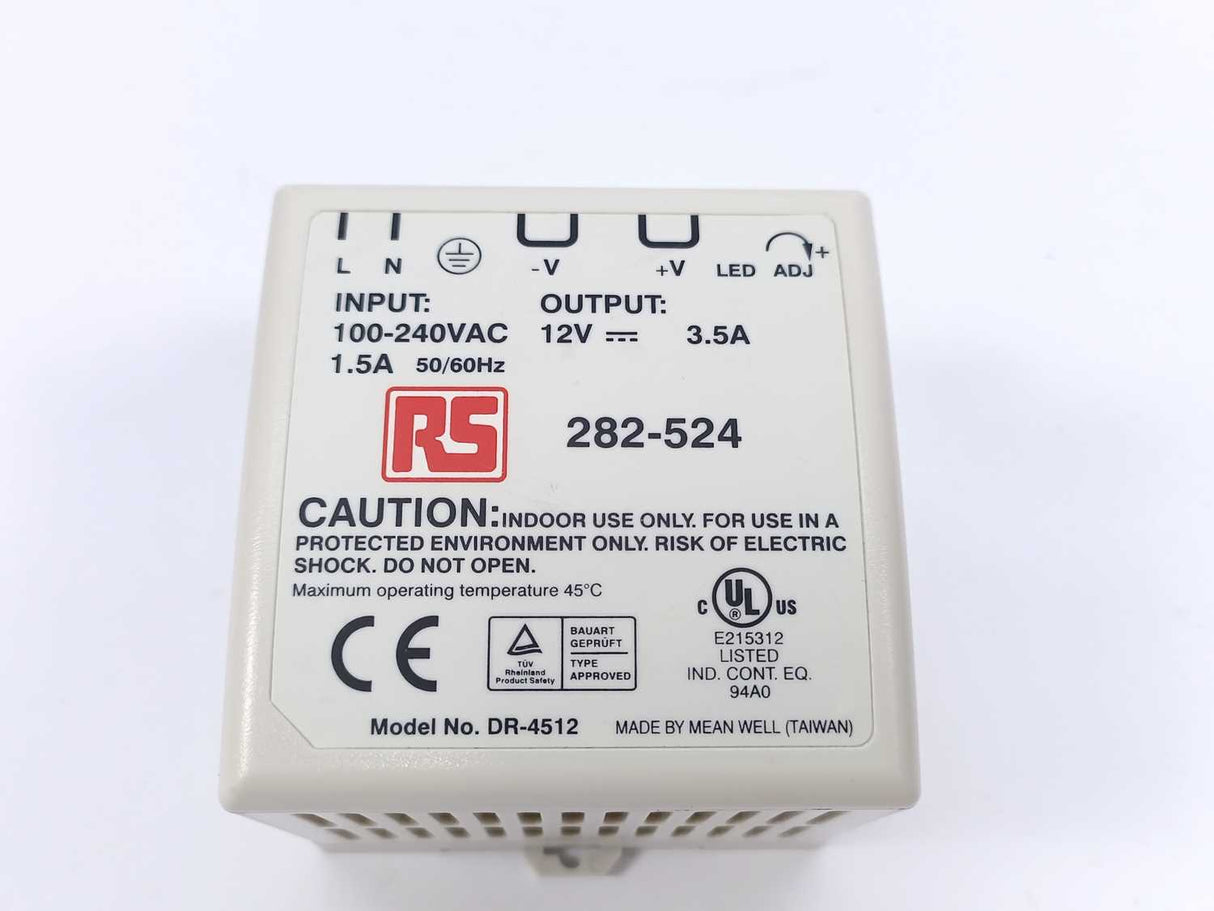 L N -V +V LED ADJ +
INPUT: OUTPUT:
100-240VAC 12V 3.5A
1.5A 50/60Hz
RS 282-524
CAUTION: INDOOR USE ONLY. FOR USE IN A
PROTECTED ENVIRONMENT ONLY. RISK OF ELECTRIC
SHOCK. DO NOT OPEN.
Maximum operating temperature 45°C
CE
TÜV
Rheinland
Product Safety
BAUART
GEPRÜFT
TYPE
APPROVED
C UL ® US
E215312
LISTED
IND. CONT. EQ.
94A0
Model No. DR-4512 MADE BY MEAN WELL (TAIWAN)